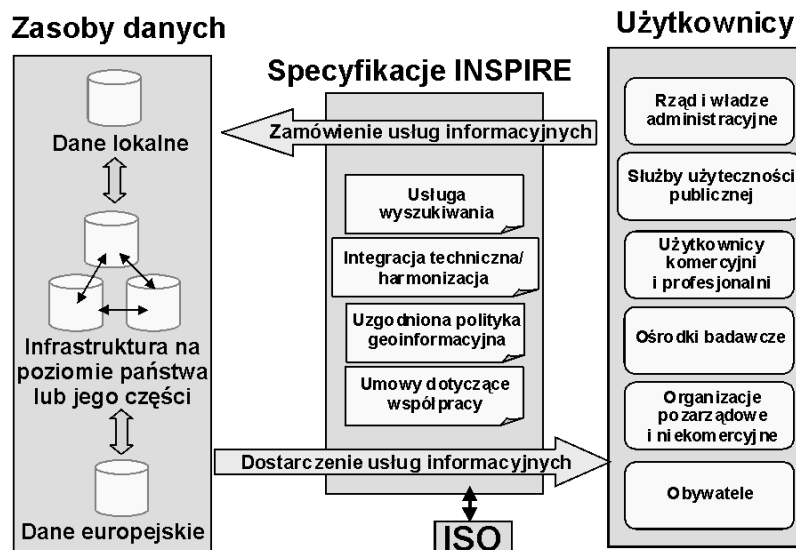 Zasoby danych
Dane lokalne
Infrastruktura na
poziomie państwa
lub jego części
Dane europejskie
Specyfikacje INSPIRE
Zamówienie usług informacyjnych
Usługa
wyszukiwania
Integracja techniczna/
harmonizacja
Uzgodniona polityka
geoinformacyjna
Umowy dotyczące
współpracy
Dostarczenie usług informacyjnych
ISO
Użytkownicy
Rząd i władze
administracyjne
Służby użyteczności
publicznej
Użytkownicy
komercyjni
i profesjonalni
Ośrodki badawcze
Organizacje
pozarządowe
i niekomercyjne
Obywatele